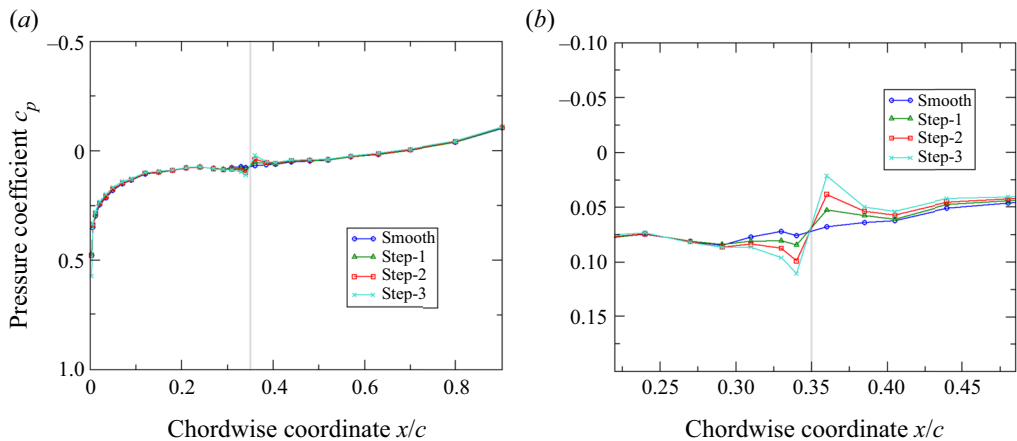 (a)
–0.5
0
0.5
1.0
Pressure coefficient c_p
0
0.2
0.4
0.6
0.8
Chordwise coordinate x/c
Smooth
Step-1
Step-2
Step-3
(b)
–0.10
–0.05
0
0.05
0.10
0.15
0.25
0.30
0.35
0.40
0.45
Chordwise coordinate x/c
Smooth
Step-1
Step-2
Step-3